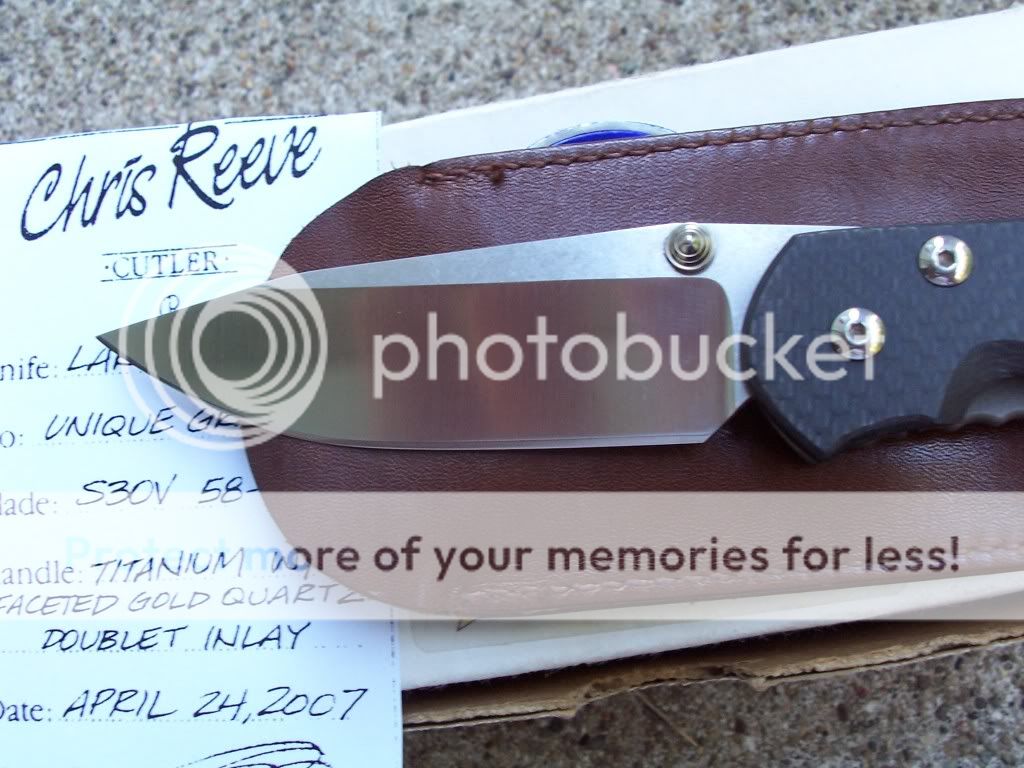 Chris Reeve
·CUTLER·
R
nife: LAR
o: UNIQUE GR
lade: S30V 58-
andle: TITANIUM W/
FACETED GOLD QUARTZ
DOUBLET INLAY
Date: APRIL 24, 2007
photobucket
Protect more of your memories for less!